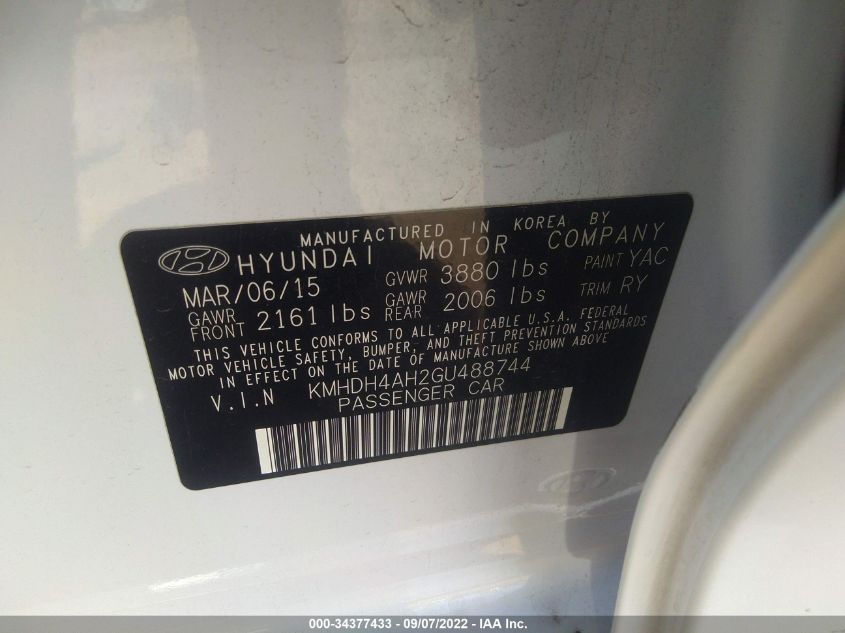 MANUFACTURED IN KOREA BY
HYUNDAI MOTOR COMPANY
MAR/06/15 GVWR 3880 lbs PAINT YAC
GAWR FRONT 2161 lbs GAWR REAR 2006 lbs TRIM RY
THIS VEHICLE CONFORMS TO ALL APPLICABLE U.S.A. FEDERAL
MOTOR VEHICLE SAFETY, BUMPER, AND THEFT PREVENTION STANDARDS
IN EFFECT ON THE DATE OF MANUFACTURE SHOWN ABOVE
V.I.N KMHDH4AH2GU488744
PASSENGER CAR
000-34377433 - 09/07/2022 - IAA Inc.